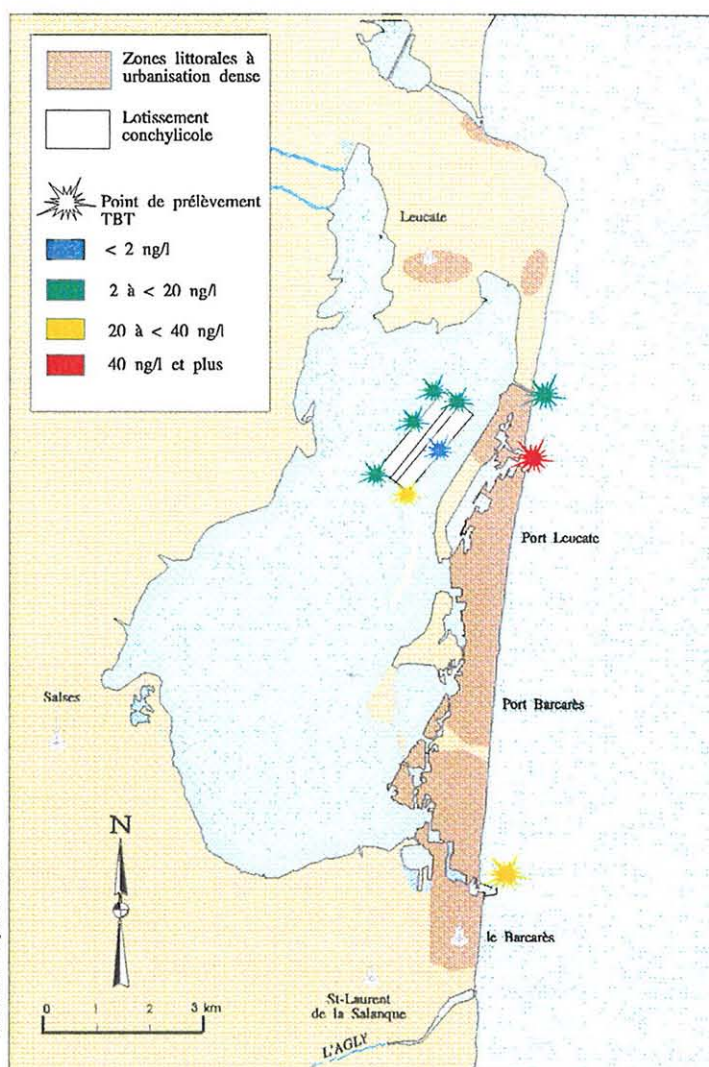 Zones littorales à
urbanisation dense
Lotissement
conchylicole
Point de prélèvement
TBT
< 2 ng/l
2 à < 20 ng/l
20 à < 40 ng/l
40 ng/l et plus
Leucate
Port Leucate
Salses
Port Barcarès
N
le Barcarès
0 1 2 3 km
St-Laurent
de la Salanque
L'AGLY